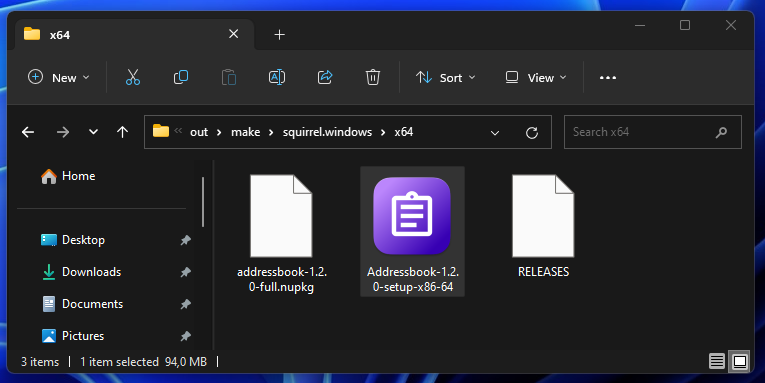 x64
New
Sort
View
out > make > squirrel.windows > x64
Search x64
Home
Desktop
Downloads
Documents
Pictures
addressbook-1.2.
0-full.nupkg
Addressbook-1.2.
0-setup-x86-64
RELEASES
3 items
1 item selected 94,0 MB